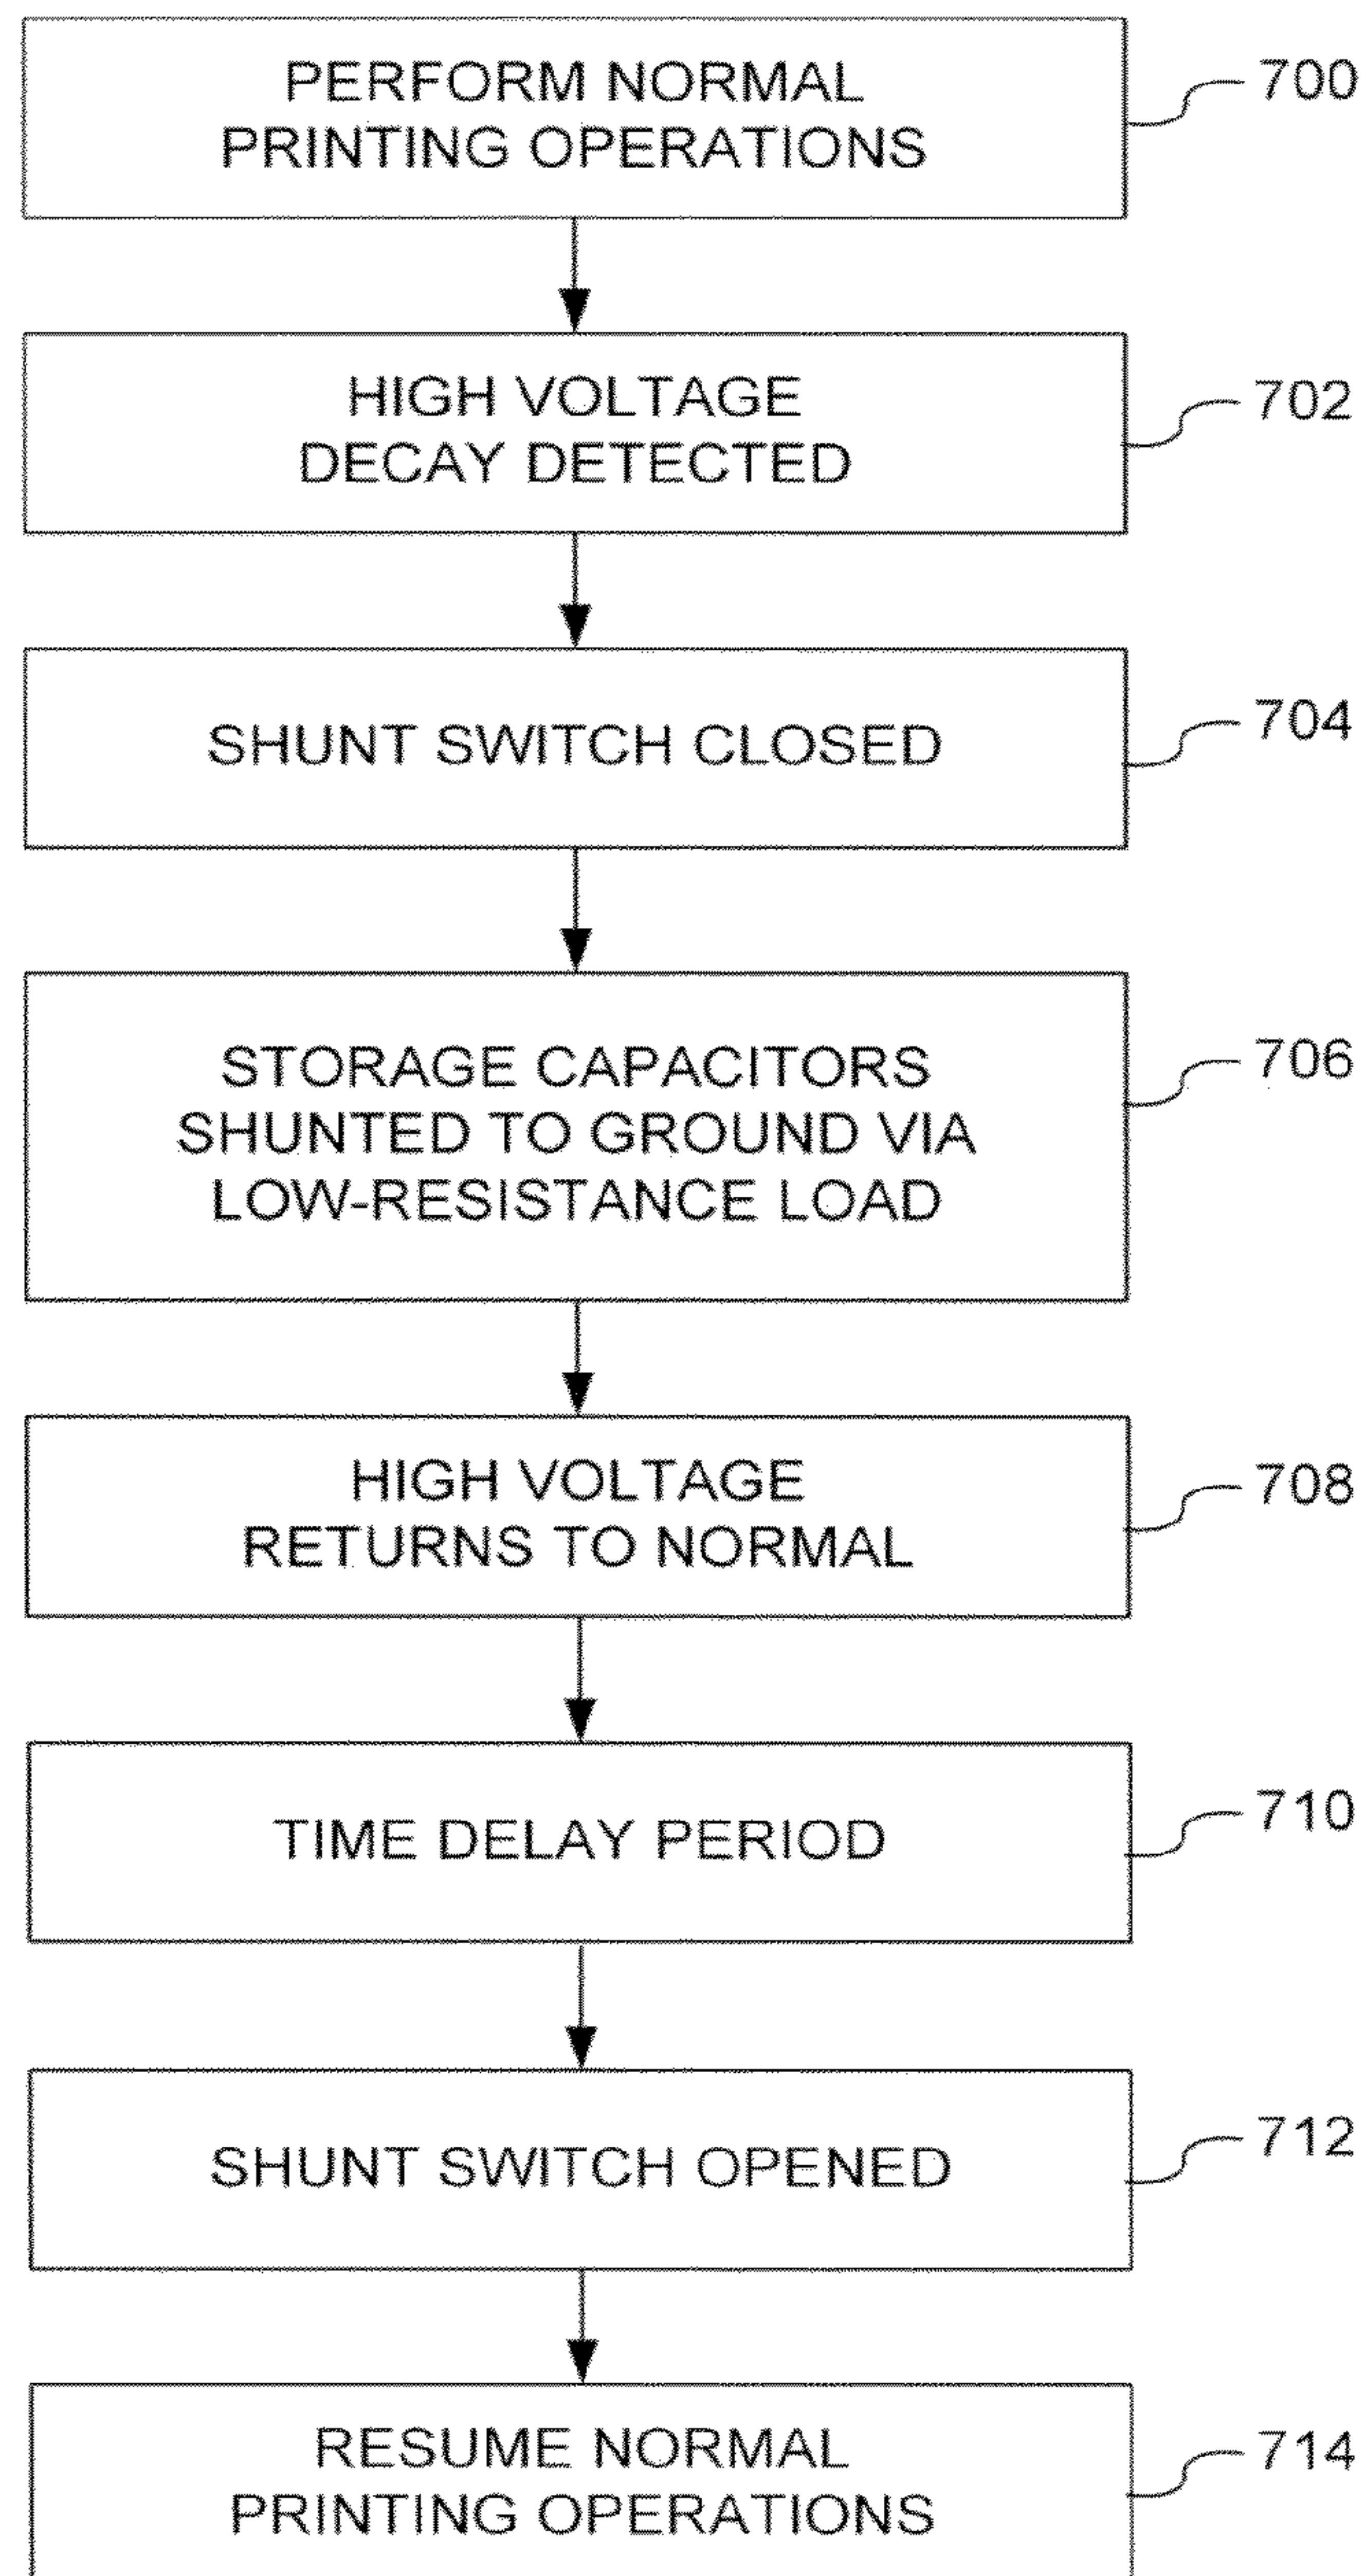 PERFORM NORMAL
PRINTING OPERATIONS
700
HIGH VOLTAGE
DECAY DETECTED
702
SHUNT SWITCH CLOSED
704
STORAGE CAPACITORS
SHUNTED TO GROUND VIA
LOW-RESISTANCE LOAD
706
HIGH VOLTAGE
RETURNS TO NORMAL
708
TIME DELAY PERIOD
710
SHUNT SWITCH OPENED
712
RESUME NORMAL
PRINTING OPERATIONS
714